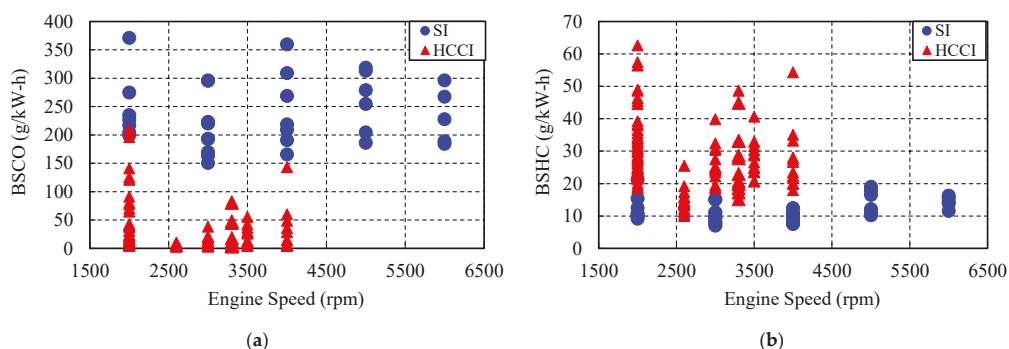 400
350
300
250
200
150
100
50
0
BSCO (g/kW-h)
SI
HCCI
1500 2500 3500 4500 5500 6500
Engine Speed (rpm)
(a)
70
60
50
40
30
20
10
0
BSHC (g/kW-h)
SI
HCCI
1500 2500 3500 4500 5500 6500
Engine Speed (rpm)
(b)